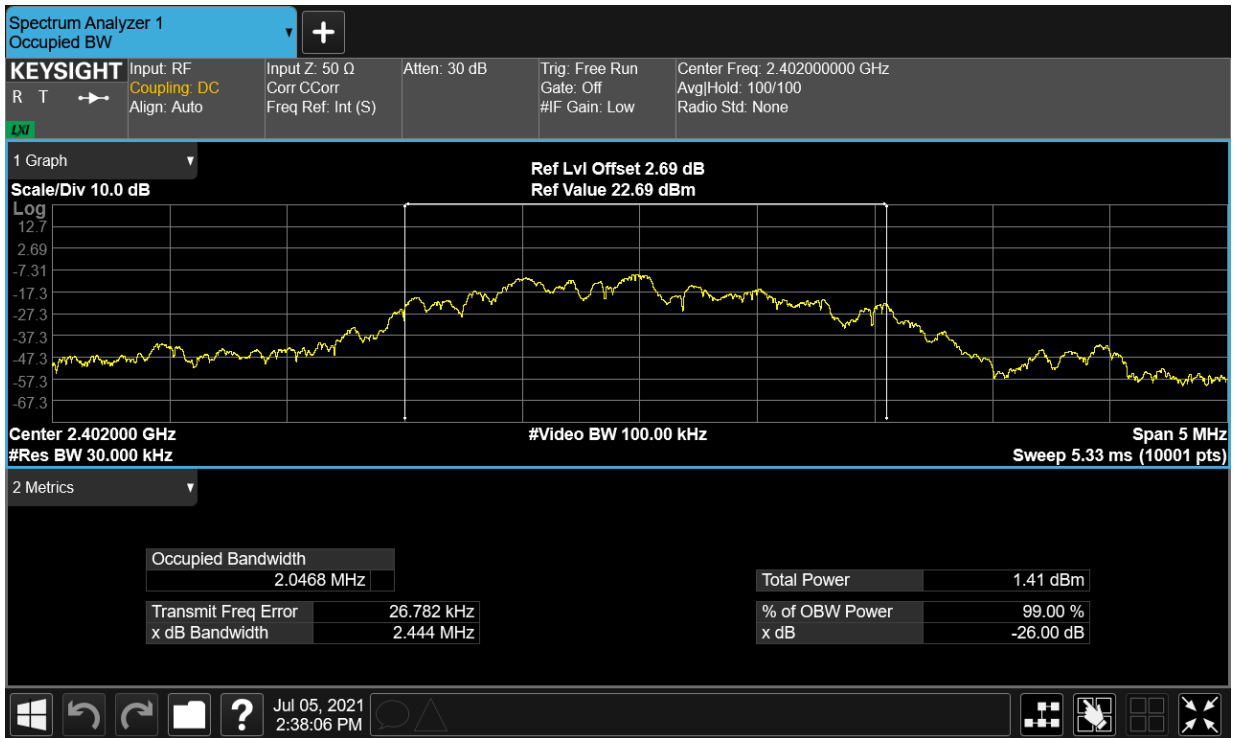 Spectrum Analyzer 1
Occupied BW
▼
+
KEYSIGHT
R T
LXI
Input: RF
Coupling: DC
Align: Auto
Input Z: 50 Ω
Corr CCorr
Freq Ref: Int (S)
Atten: 30 dB
Trig: Free Run
Gate: Off
#IF Gain: Low
Center Freq: 2.402000000 GHz
Avg|Hold: 100/100
Radio Std: None
1 Graph ▼
Scale/Div 10.0 dB
Ref Lvl Offset 2.69 dB
Ref Value 22.69 dBm
Log
12.7
2.69
-7.31
-17.3
-27.3
-37.3
-47.3
-57.3
-67.3
Center 2.402000 GHz
#Res BW 30.000 kHz
#Video BW 100.00 kHz
Span 5 MHz
Sweep 5.33 ms (10001 pts)
2 Metrics ▼
Occupied Bandwidth
2.0468 MHz
Transmit Freq Error 26.782 kHz
x dB Bandwidth 2.444 MHz
Total Power 1.41 dBm
% of OBW Power 99.00 %
x dB -26.00 dB
?
Jul 05, 2021
2:38:06 PM